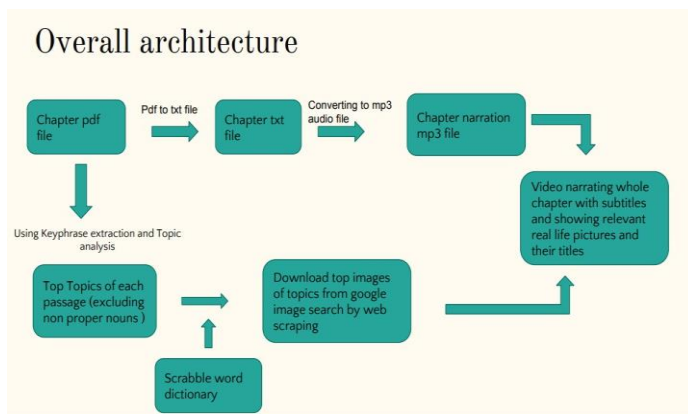 Overall architecture
Chapter pdf
file
Pdf to txt file
Chapter txt
file
Converting to mp3
audio file
Chapter narration
mp3 file
Video narrating whole
chapter with subtitles
and showing relevant
real life pictures and
their titles
Using Keyphrase extraction and Topic
analysis
Top Topics of each
passage (excluding
non proper nouns )
Download top images
of topics from google
image search by web
scraping
Scrabble word
dictionary